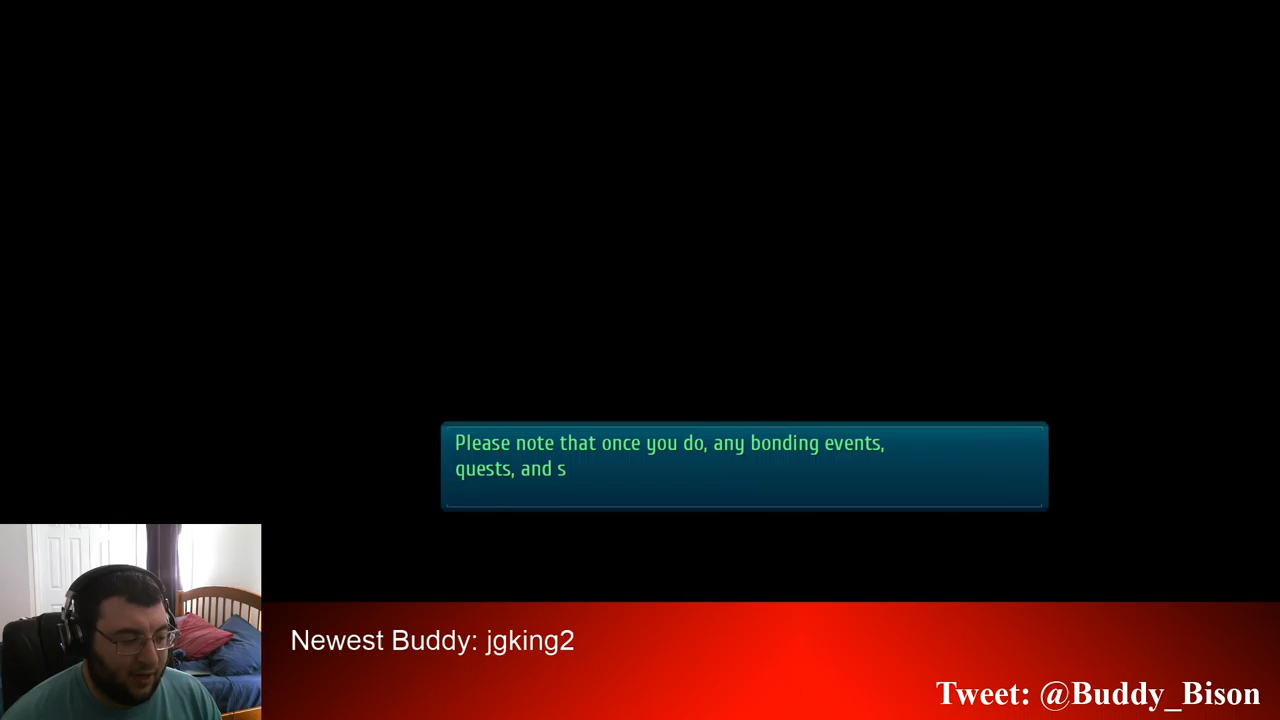 Please note that once you do, any bonding events,
quests, and s
Newest Buddy: jgking2
Tweet: @Buddy_Bison